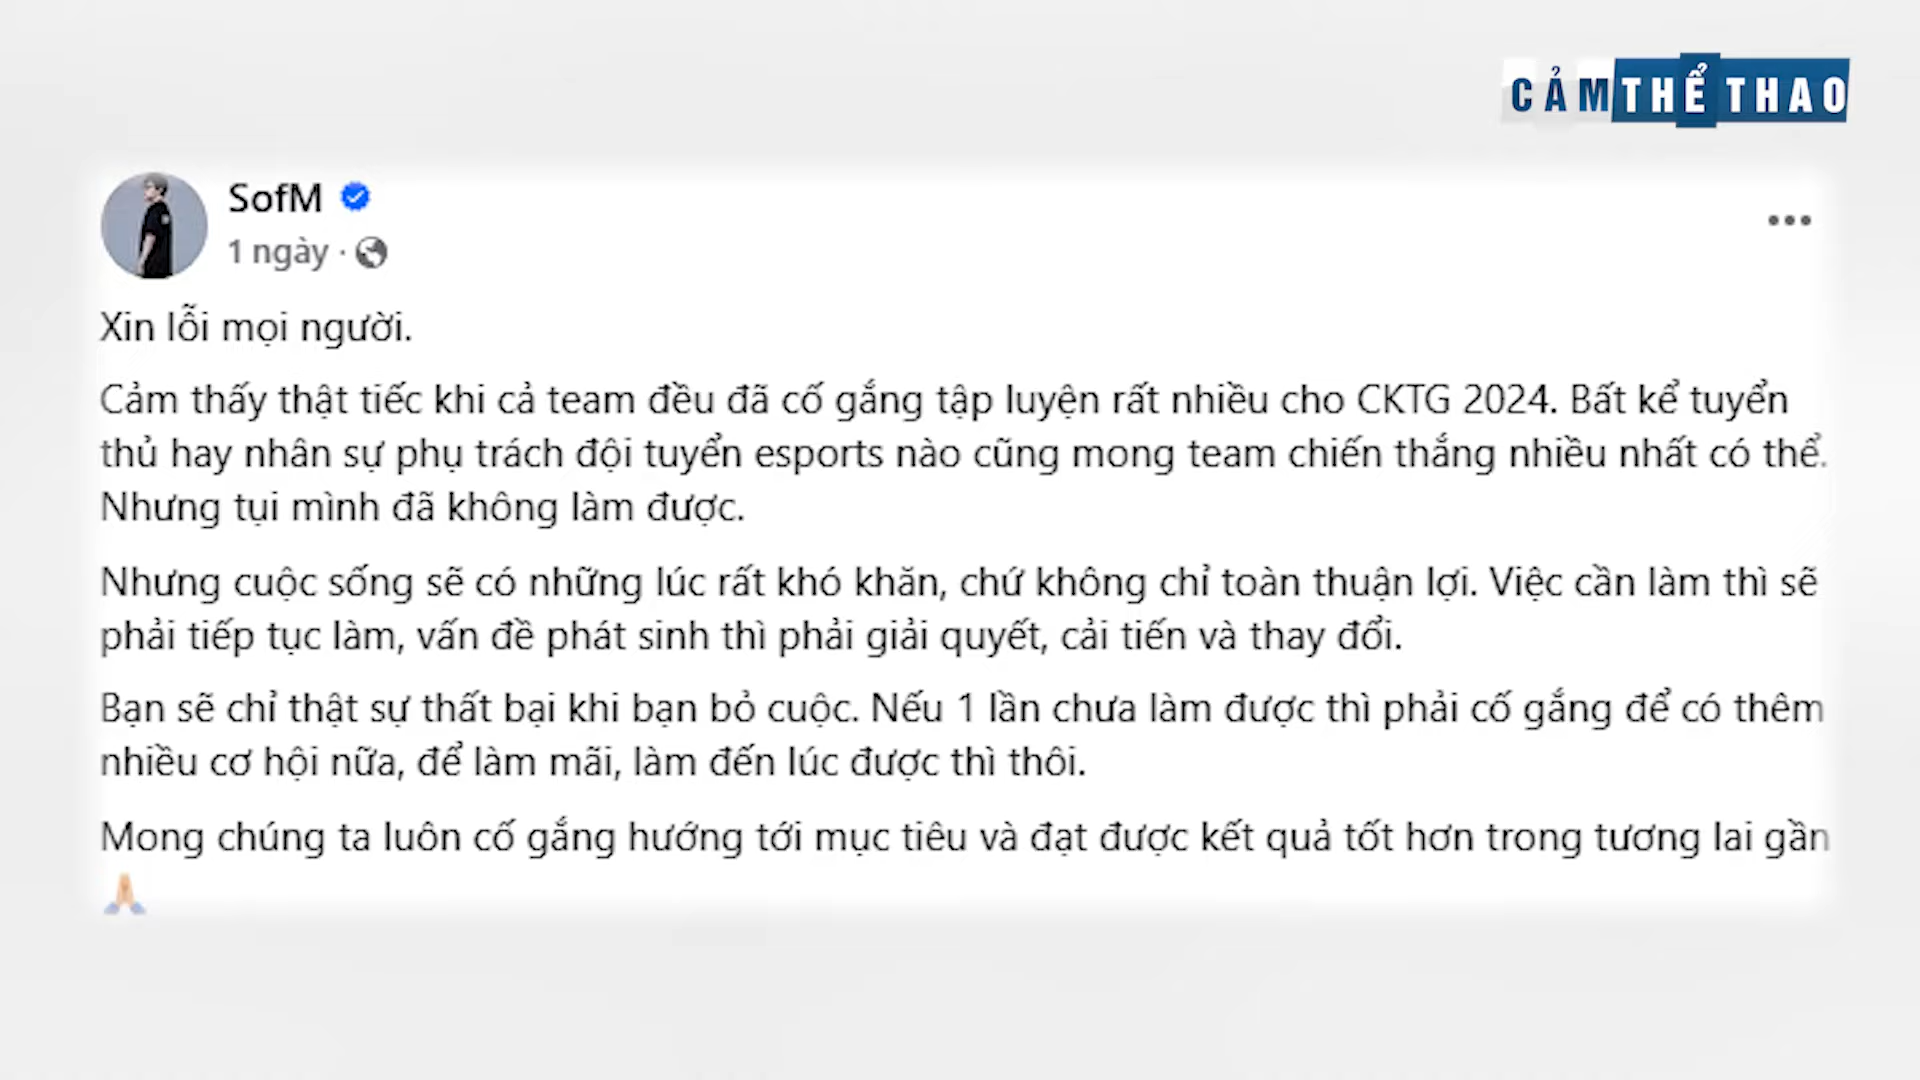 CẢM THỂ THAO
SofM
1 ngày ·
Xin lỗi mọi người.
Cảm thấy thật tiếc khi cả team đều đã cố gắng tập luyện rất nhiều cho CKTG 2024. Bất kể tuyển
thủ hay nhân sự phụ trách đội tuyển esports nào cũng mong team chiến thắng nhiều nhất có thể.
Nhưng tụi mình đã không làm được.
Nhưng cuộc sống sẽ có những lúc rất khó khăn, chứ không chỉ toàn thuận lợi. Việc cần làm thì sẽ
phải tiếp tục làm, vấn đề phát sinh thì phải giải quyết, cải tiến và thay đổi.
Bạn sẽ chỉ thật sự thất bại khi bạn bỏ cuộc. Nếu 1 lần chưa làm được thì phải cố gắng để có thêm
nhiều cơ hội nữa, để làm mãi, làm đến lúc được thì thôi.
Mong chúng ta luôn cố gắng hướng tới mục tiêu và đạt được kết quả tốt hơn trong tương lai gần
🙏🏼